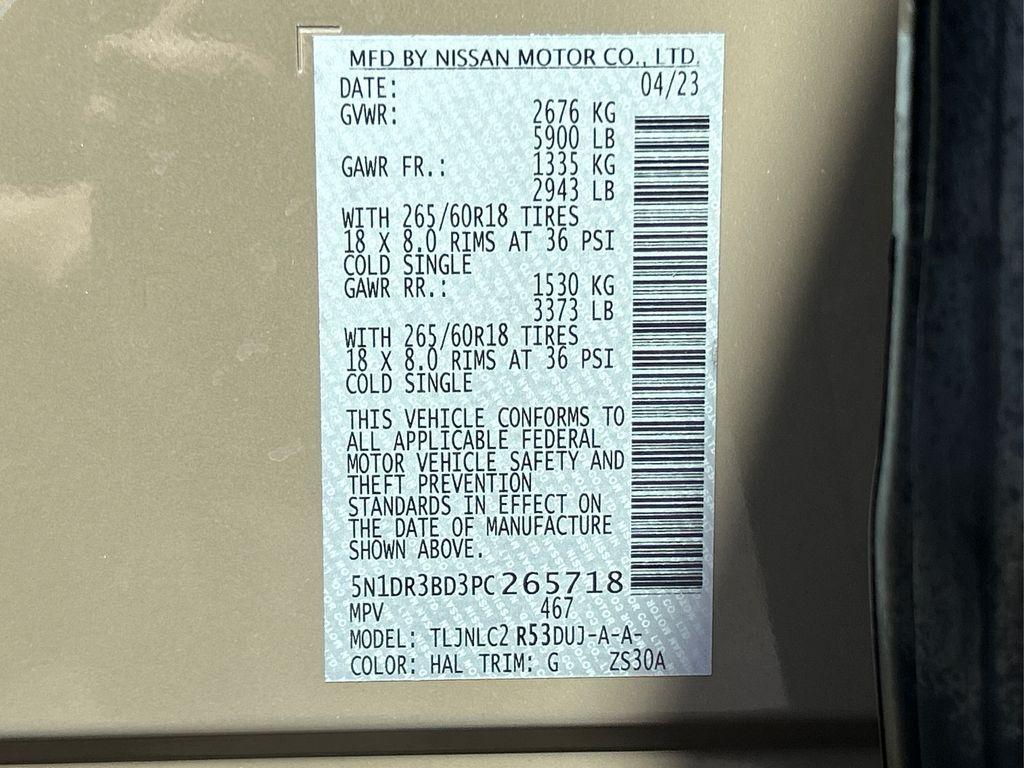 MFD BY NISSAN MOTOR CO., LTD.
DATE: 04/23
GVWR: 2676 KG
5900 LB
GAWR FR.: 1335 KG
2943 LB
WITH 265/60R18 TIRES
18 X 8.0 RIMS AT 36 PSI
COLD SINGLE
GAWR RR.: 1530 KG
3373 LB
WITH 265/60R18 TIRES
18 X 8.0 RIMS AT 36 PSI
COLD SINGLE
THIS VEHICLE CONFORMS TO
ALL APPLICABLE FEDERAL
MOTOR VEHICLE SAFETY AND
THEFT PREVENTION
STANDARDS IN EFFECT ON
THE DATE OF MANUFACTURE
SHOWN ABOVE.
5N1DR3BD3PC265718
MPV 467
MODEL: TLJNLC2 R53DUJ-A-A-
COLOR: HAL TRIM: G ZS30A